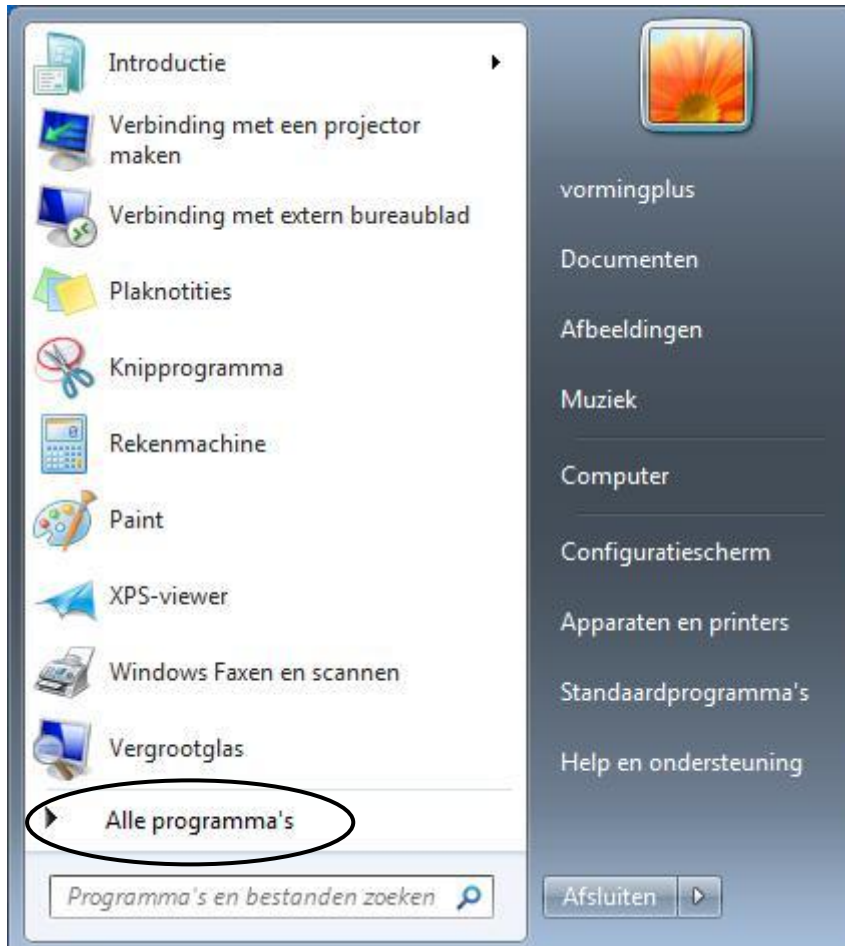 Introductie
Verbinding met een projector
maken
Verbinding met extern bureaublad
Plaknotities
Knipprogramma
Rekenmachine
Paint
XPS-viewer
Windows Faxen en scannen
Vergrootglas
Alle programma's
Programma's en bestanden zoeken
vormingplus
Documenten
Afbeeldingen
Muziek
Computer
Configuratiescherm
Apparaten en printers
Standaardprogramma's
Help en ondersteuning
Afsluiten